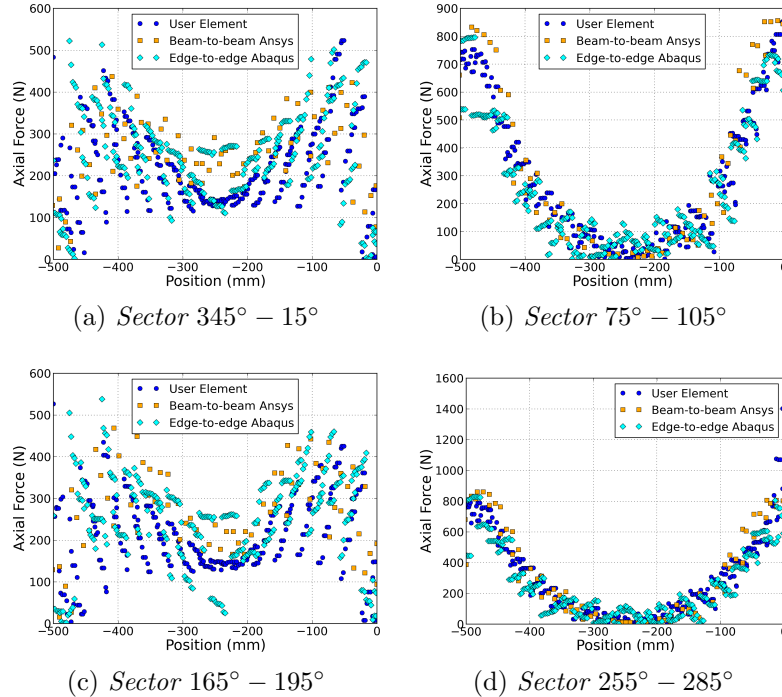 600
500
400
300
200
100
0
−500 −400 −300 −200 −100 0
Axial Force (N)
Position (mm)
User Element
Beam-to-beam Ansys
Edge-to-edge Abaqus
(a) Sector 345° − 15°
900
800
700
600
500
400
300
200
100
0
−500 −400 −300 −200 −100 0
Axial Force (N)
Position (mm)
User Element
Beam-to-beam Ansys
Edge-to-edge Abaqus
(b) Sector 75° − 105°
600
500
400
300
200
100
0
−500 −400 −300 −200 −100 0
Axial Force (N)
Position (mm)
User Element
Beam-to-beam Ansys
Edge-to-edge Abaqus
(c) Sector 165° − 195°
1600
1400
1200
1000
800
600
400
200
0
−500 −400 −300 −200 −100 0
Axial Force (N)
Position (mm)
User Element
Beam-to-beam Ansys
Edge-to-edge Abaqus
(d) Sector 255° − 285°